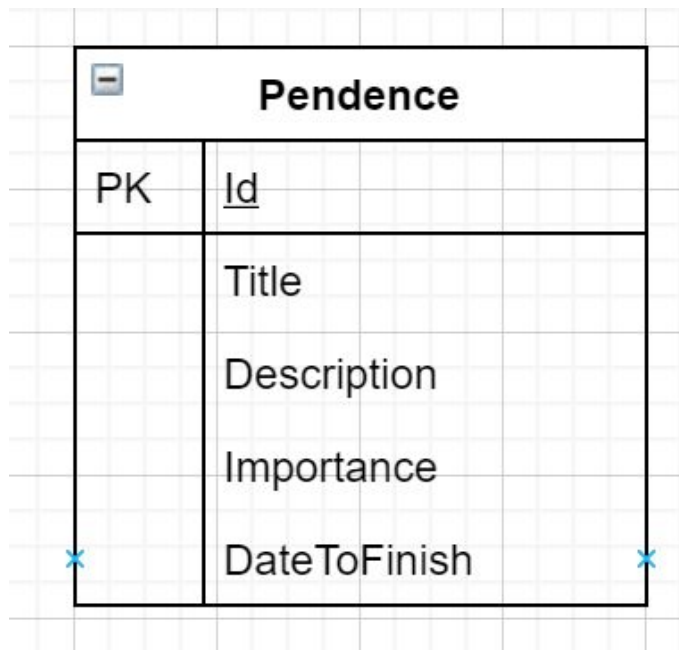 Pendence
PK Id
Title
Description
Importance
DateToFinish